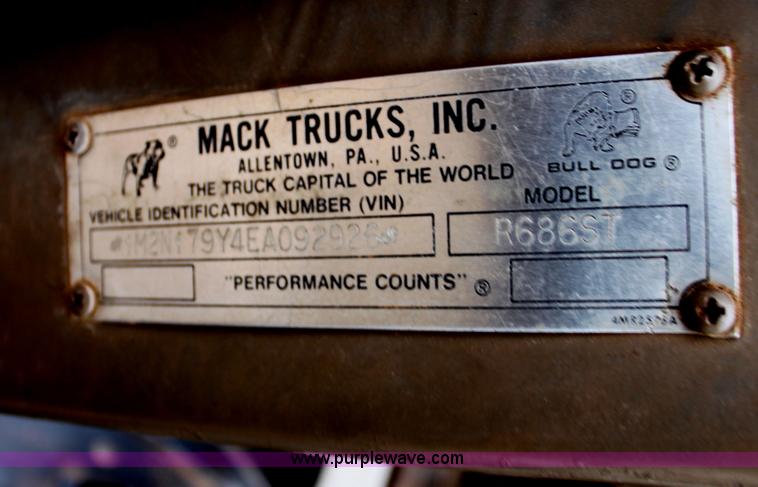 MACK TRUCKS, INC.
ALLENTOWN, PA., U.S.A.
THE TRUCK CAPITAL OF THE WORLD
BULL DOG ®
VEHICLE IDENTIFICATION NUMBER (VIN)
MODEL
1M2N179Y4EA092926
R686ST
"PERFORMANCE COUNTS" ®
www.purplewave.com